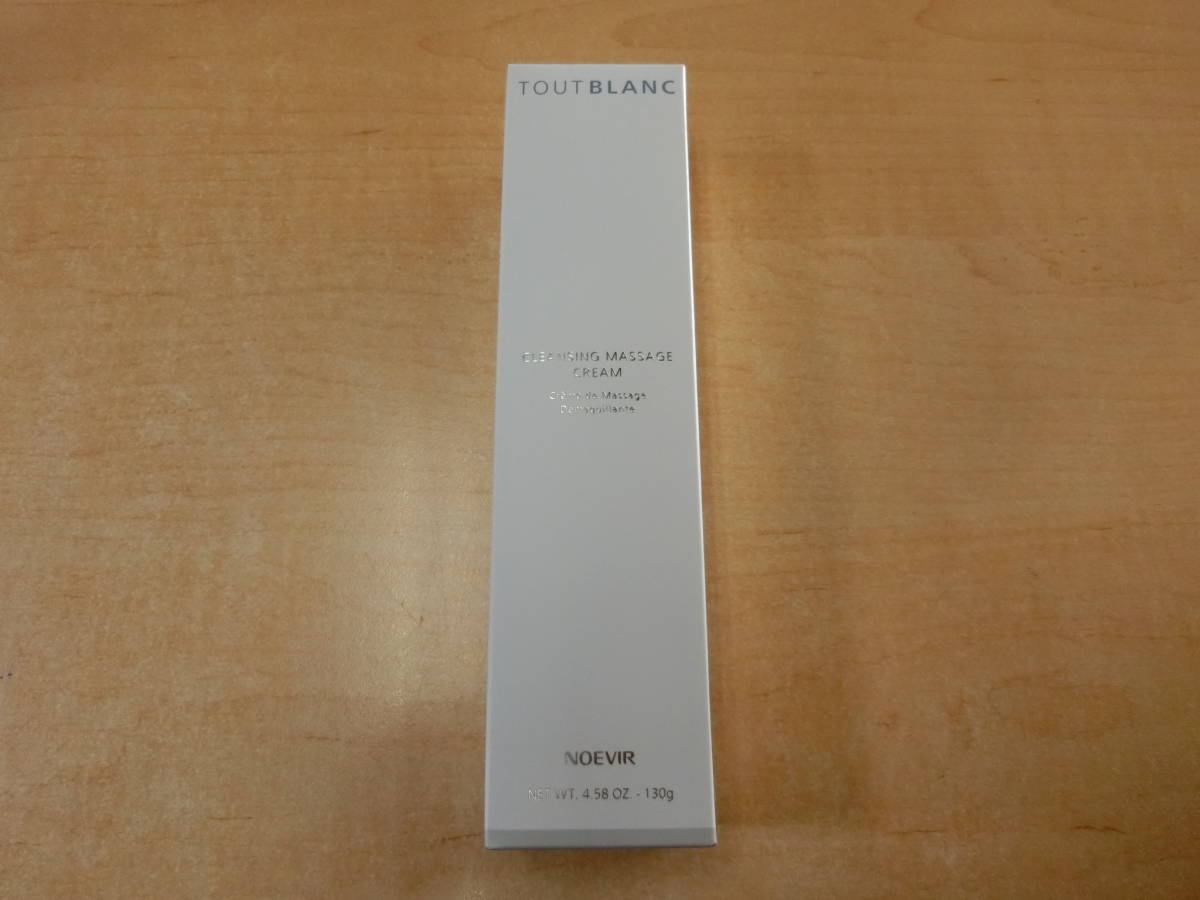 TOUTBLANC
CLEANSING MASSAGE
CREAM
Crème de Massage
Démaquillante
NOEVIR
NET WT. 4.58 OZ. - 130g